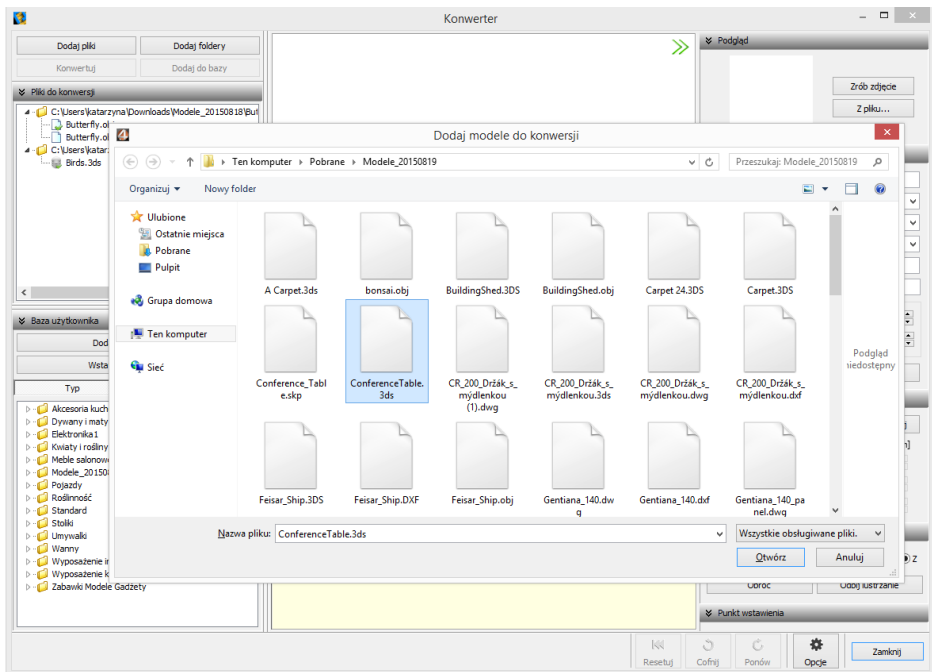 Konwerter
Dodaj pliki
Dodaj foldery
Konwertuj
Dodaj do bazy
Pliki do konwersji
C:\Users\katarzyna\Downloads\Modele_20150818\But
Butterfly.o
Butterfly.o
C:\Users\katar
Birds.3ds
Podgląd
Zrób zdjęcie
Z pliku...
Dodaj modele do konwersji
Ten komputer
Pobrane
Modele_20150819
Przeszukaj: Modele_20150819
Organizuj
Nowy folder
Ulubione
Ostatnie miejsca
Pobrane
Pulpit
Grupa domowa
Ten komputer
Sieć
A Carpet.3ds
bonsai.obj
BuildingShed.3DS
BuildingShed.obj
Carpet 24.3DS
Carpet.3DS
Conference_Tabl
e.skp
ConferenceTable.
3ds
CR_200_Držák_s_
mýdlenkou
(1).dwg
CR_200_Držák_s_
mýdlenkou.3ds
CR_200_Držák_s_
mýdlenkou.dwg
CR_200_Držák_s_
mýdlenkou.dxf
Feisar_Ship.3DS
Feisar_Ship.DXF
Feisar_Ship.obj
Gentiana_140.dw
g
Gentiana_140.dxf
Gentiana_140_pa
nel.dwg
Podgląd
niedostępny
Nazwa pliku:
ConferenceTable.3ds
Wszystkie obsługiwane pliki.
Otwórz
Anuluj
Baza użytkownika
Dod
Wsta
Typ
Akcesoria kuch
Dywany i maty
Elektronika1
Kwiaty i rośliny
Meble salonow
Modele_20150
Pojazdy
Roślinność
Standard
Stoliki
Umywalki
Wanny
Wyposażenie ir
Wyposażenie k
Zabawki Modele Gadżety
Z
Obróć
Odbij lustrzanie
Punkt wstawienia
Resetuj
Cofnij
Ponów
Opcje
Zamknij